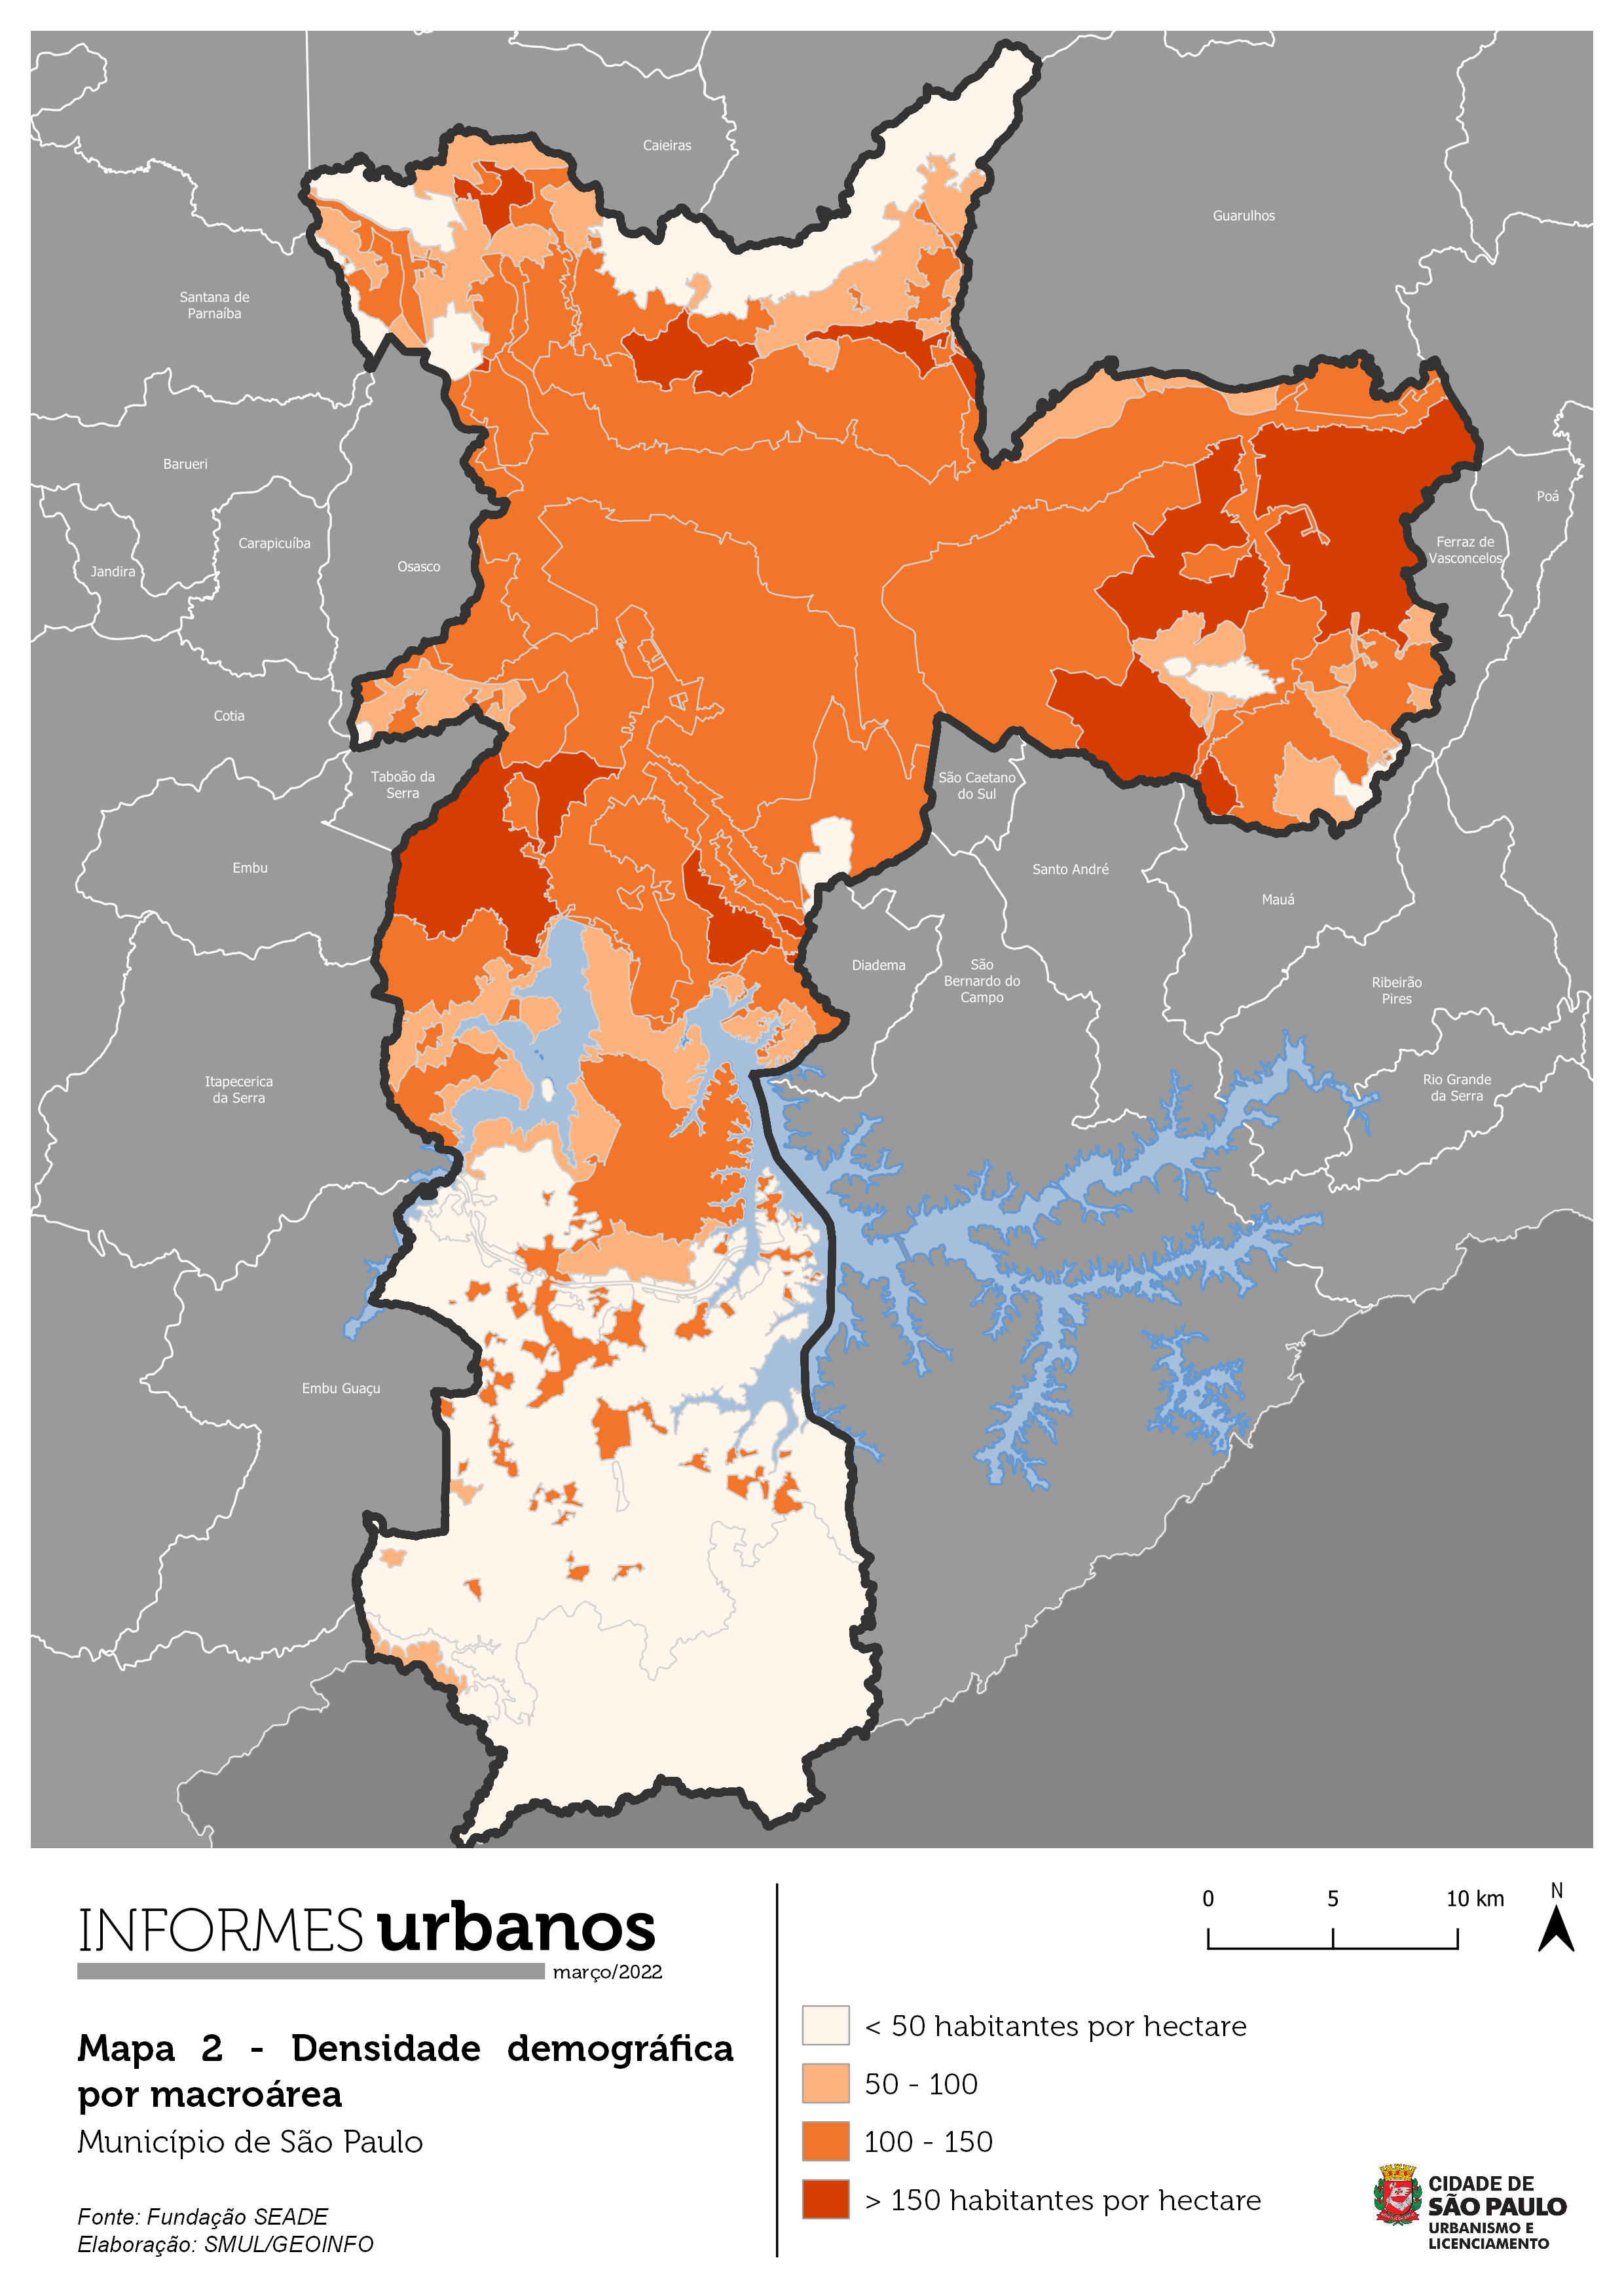 Caieiras
Guarulhos
Santana de
Parnaíba
Barueri
Poá
Carapicuíba
Ferraz de
Vasconcelos
Osasco
Jandira
Cotia
Taboão da
Serra
São Caetano
do Sul
Embu
Santo André
Mauá
Diadema
São
Bernardo do
Campo
Ribeirão
Pires
Itapecerica
da Serra
Rio Grande
da Serra
Embu Guaçu
INFORMES urbanos
março/2022
Mapa 2 - Densidade demográfica
por macroárea
Município de São Paulo
Fonte: Fundação SEADE
Elaboração: SMUL/GEOINFO
0 5 10 km
N
< 50 habitantes por hectare
50 - 100
100 - 150
> 150 habitantes por hectare
CIDADE DE
SÃO PAULO
URBANISMO E
LICENCIAMENTO